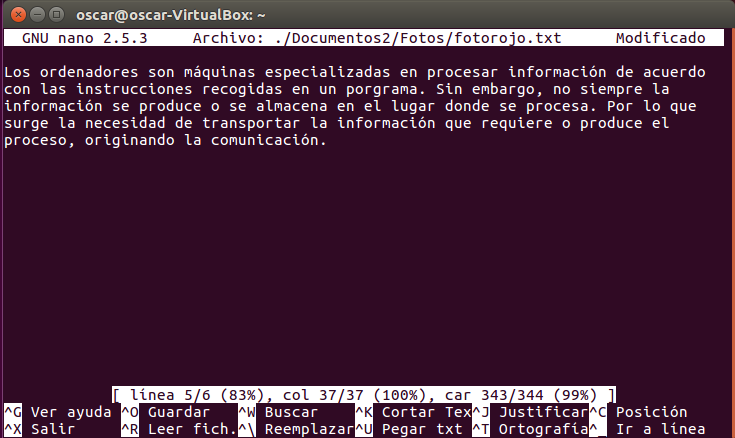 oscar@oscar-VirtualBox: ~
GNU nano 2.5.3 Archivo: ./Documentos2/Fotos/fotorojo.txt Modificado
Los ordenadores son máquinas especializadas en procesar información de acuerdo
con las instrucciones recogidas en un porgrama. Sin embargo, no siempre la
información se produce o se almacena en el lugar donde se procesa. Por lo que
surge la necesidad de transportar la información que requiere o produce el
proceso, originando la comunicación.
[ línea 5/6 (83%), col 37/37 (100%), car 343/344 (99%) ]
^G Ver ayuda ^O Guardar ^W Buscar ^K Cortar Tex^J Justificar^C Posición
^X Salir ^R Leer fich.^\ Reemplazar^U Pegar txt ^T Ortografía^_ Ir a línea